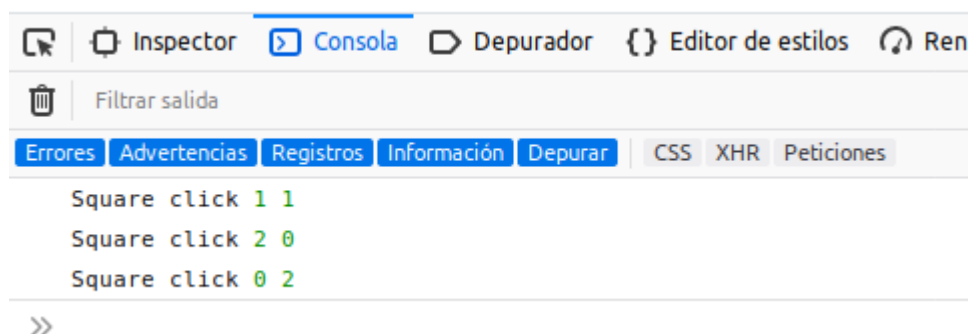 Inspector Consola Depurador {} Editor de estilos Ren
Filtrar salida
Errores Advertencias Registros Información Depurar CSS XHR Peticiones
Square click 1 1
Square click 2 0
Square click 0 2
»